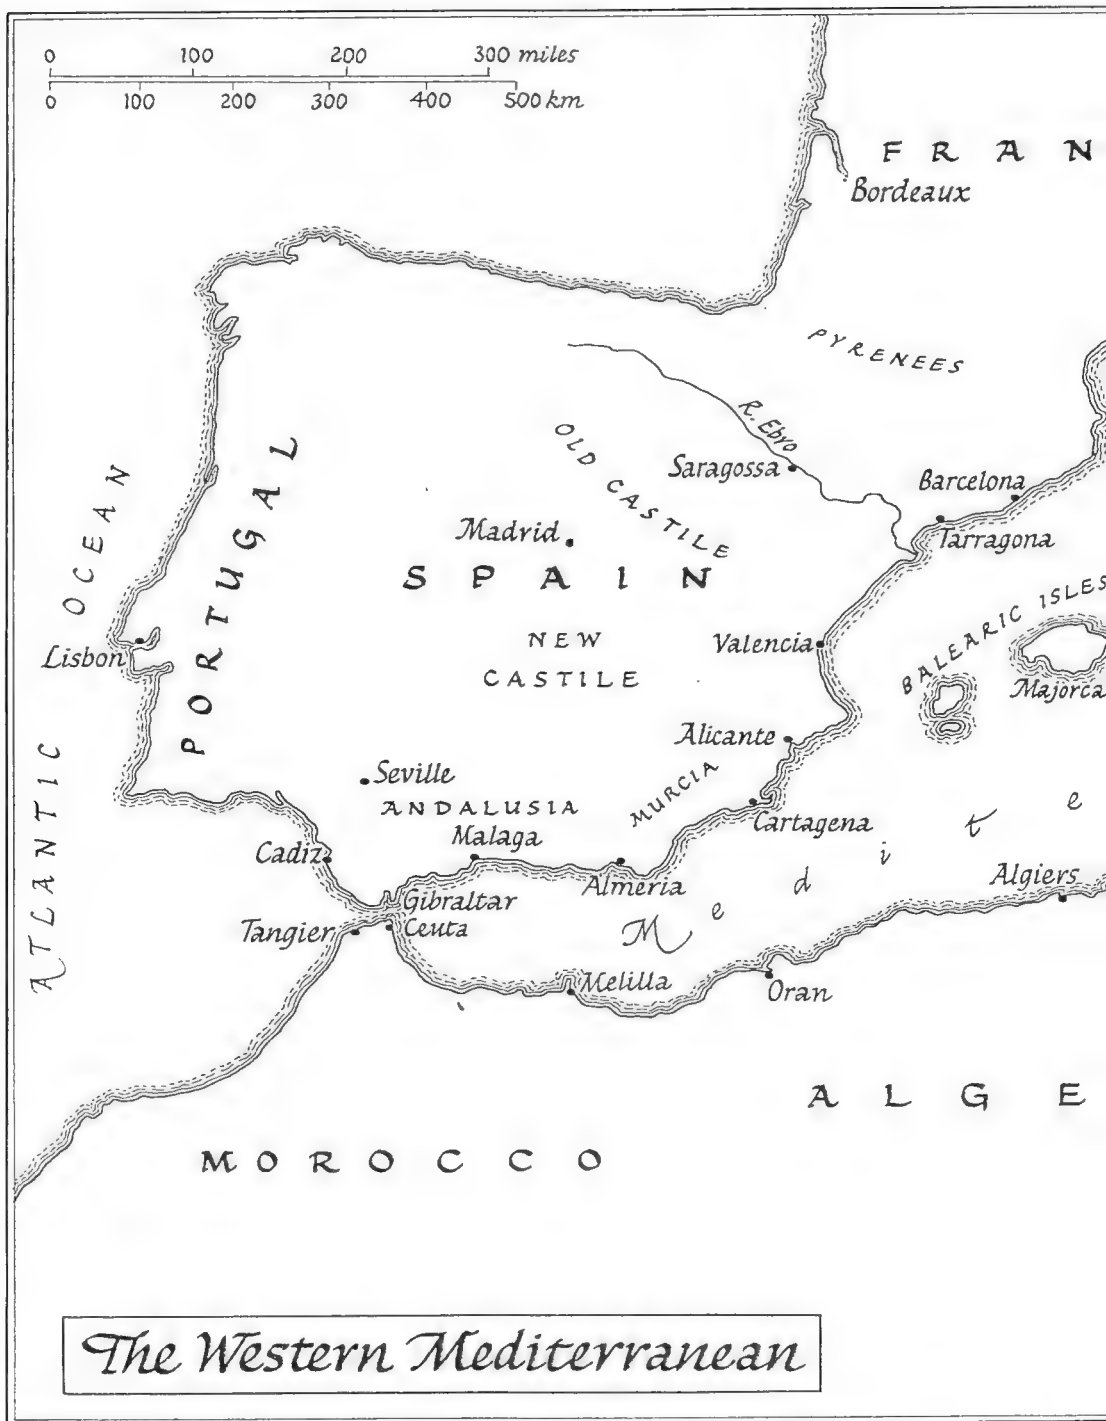 0 100 200 300 miles
0 100 200 300 400 500 km
F R A N
Bordeaux
PYRENEES
R. Ebro
OLD CASTILE
Saragossa
Barcelona
Tarragona
Madrid
SPAIN
PORTUGAL
ATLANTIC OCEAN
Lisbon
NEW
CASTILE
Valencia
BALEARIC ISLES
Majorca
Alicante
Seville
ANDALUSIA
MURCIA
Malaga
Cartagena
Cadiz
Almeria
Gibraltar
Ceuta
Tangier
M e d i t e
Algiers
Melilla
Oran
A L G E
MOROCCO
The Western Mediterranean